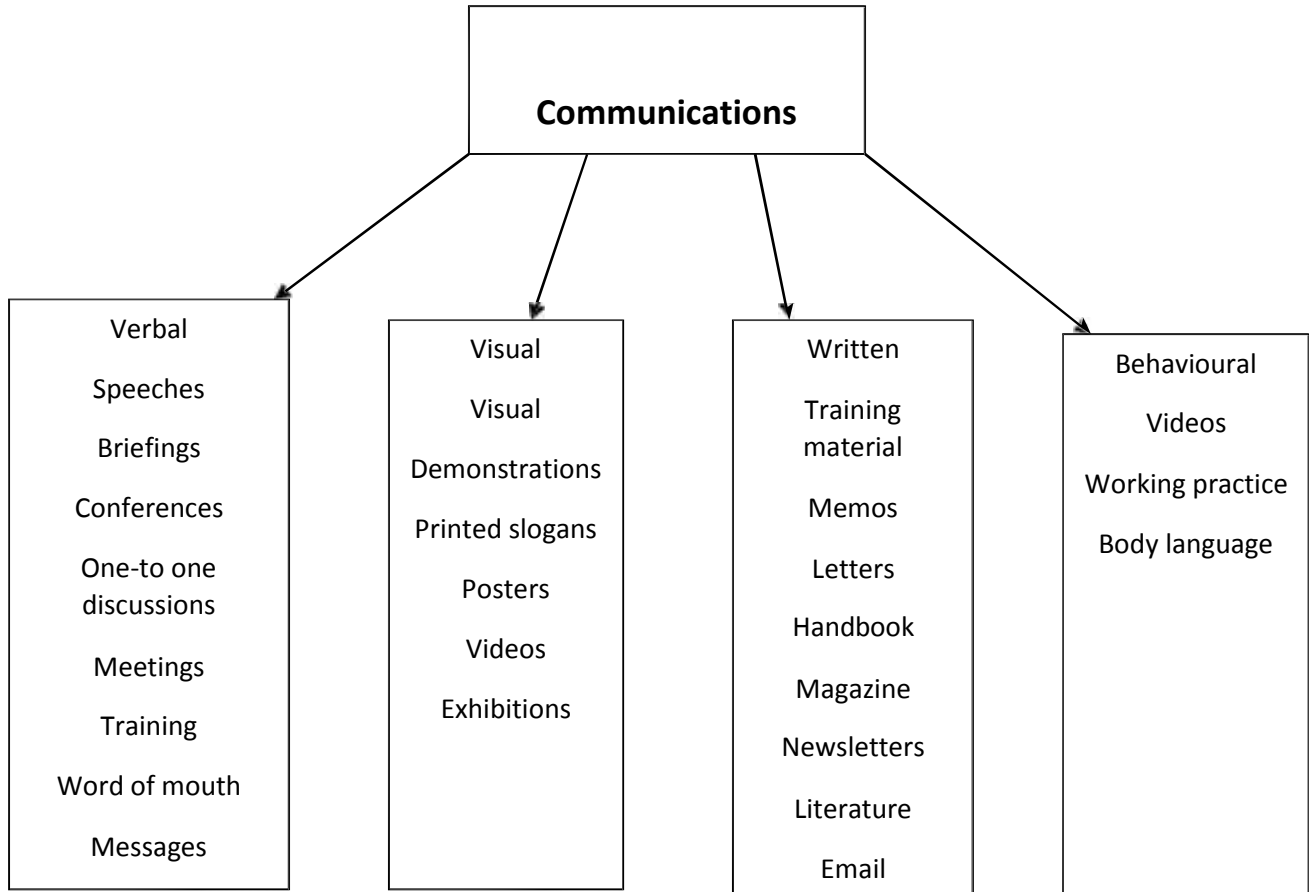 Communications
Verbal
Speeches
Briefings
Conferences
One-to one
discussions
Meetings
Training
Word of mouth
Messages
Visual
Visual
Demonstrations
Printed slogans
Posters
Videos
Exhibitions
Written
Training
material
Memos
Letters
Handbook
Magazine
Newsletters
Literature
Email
Behavioural
Videos
Working practice
Body language